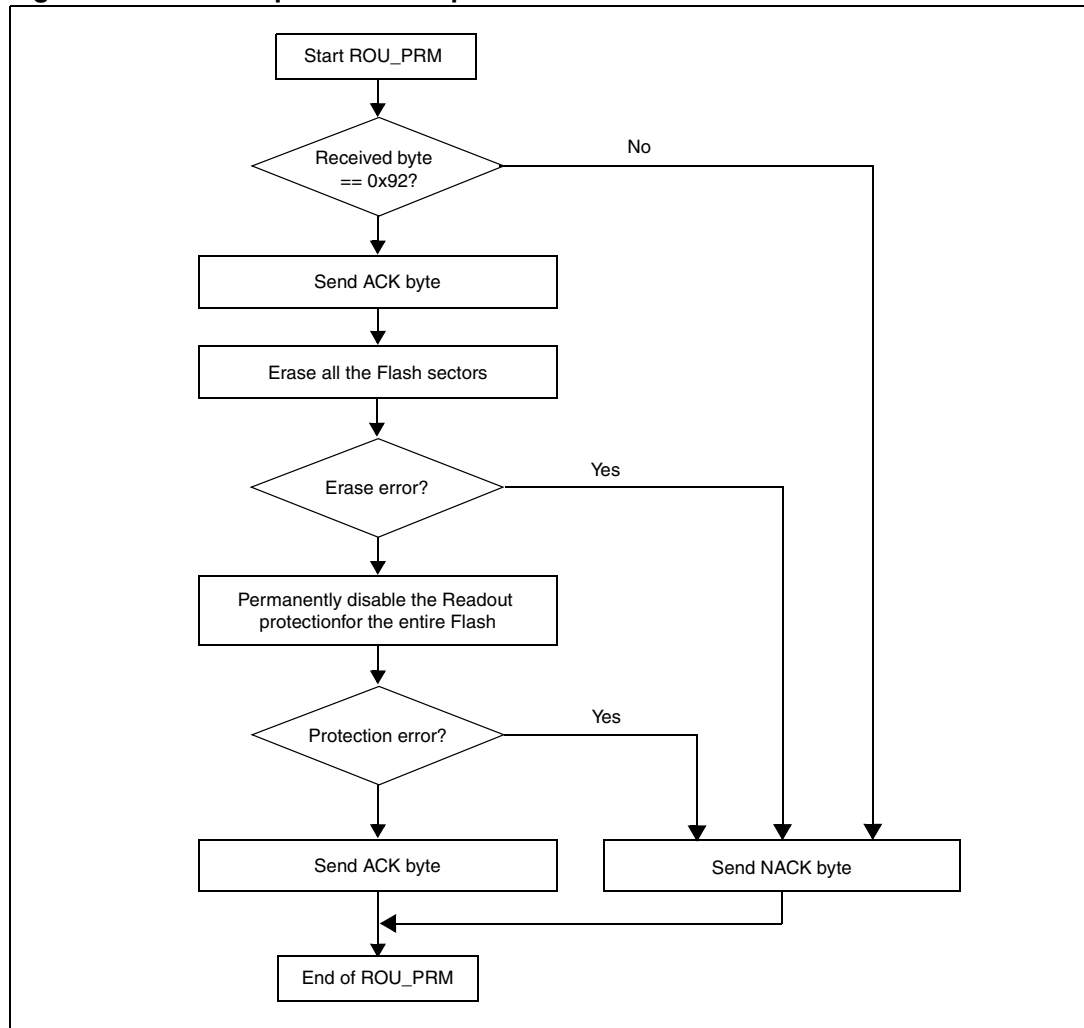 Start ROU_PRM
Received byte
== 0x92?
No
Send ACK byte
Erase all the Flash sectors
Erase error?
Yes
Permanently disable the Readout
protectionfor the entire Flash
Protection error?
Yes
Send ACK byte
Send NACK byte
End of ROU_PRM